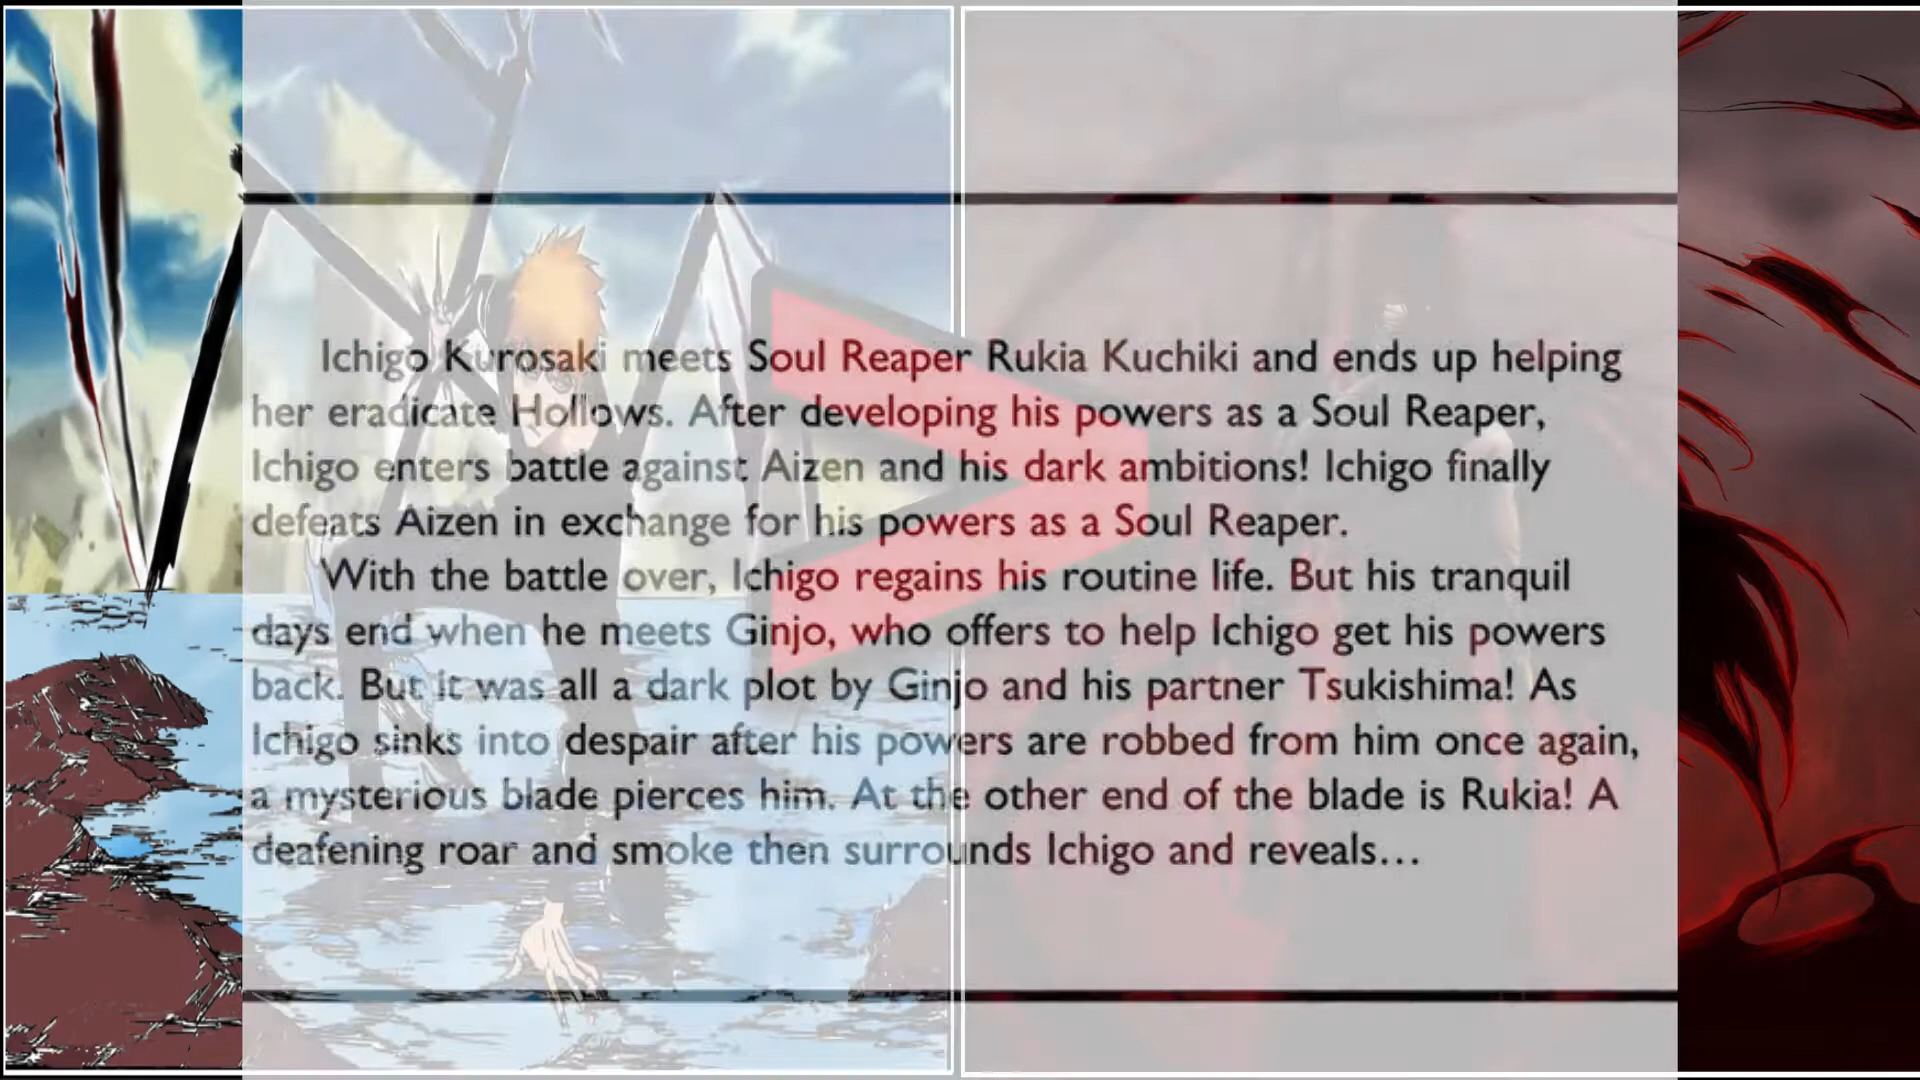 Ichigo Kurosaki meets Soul Reaper Rukia Kuchiki and ends up helping
her eradicate Hollows. After developing his powers as a Soul Reaper,
Ichigo enters battle against Aizen and his dark ambitions! Ichigo finally
defeats Aizen in exchange for his powers as a Soul Reaper.
With the battle over, Ichigo regains his routine life. But his tranquil
days end when he meets Ginjo, who offers to help Ichigo get his powers
back. But it was all a dark plot by Ginjo and his partner Tsukishima! As
Ichigo sinks into despair after his powers are robbed from him once again,
a mysterious blade pierces him. At the other end of the blade is Rukia! A
deafening roar and smoke then surrounds Ichigo and reveals...